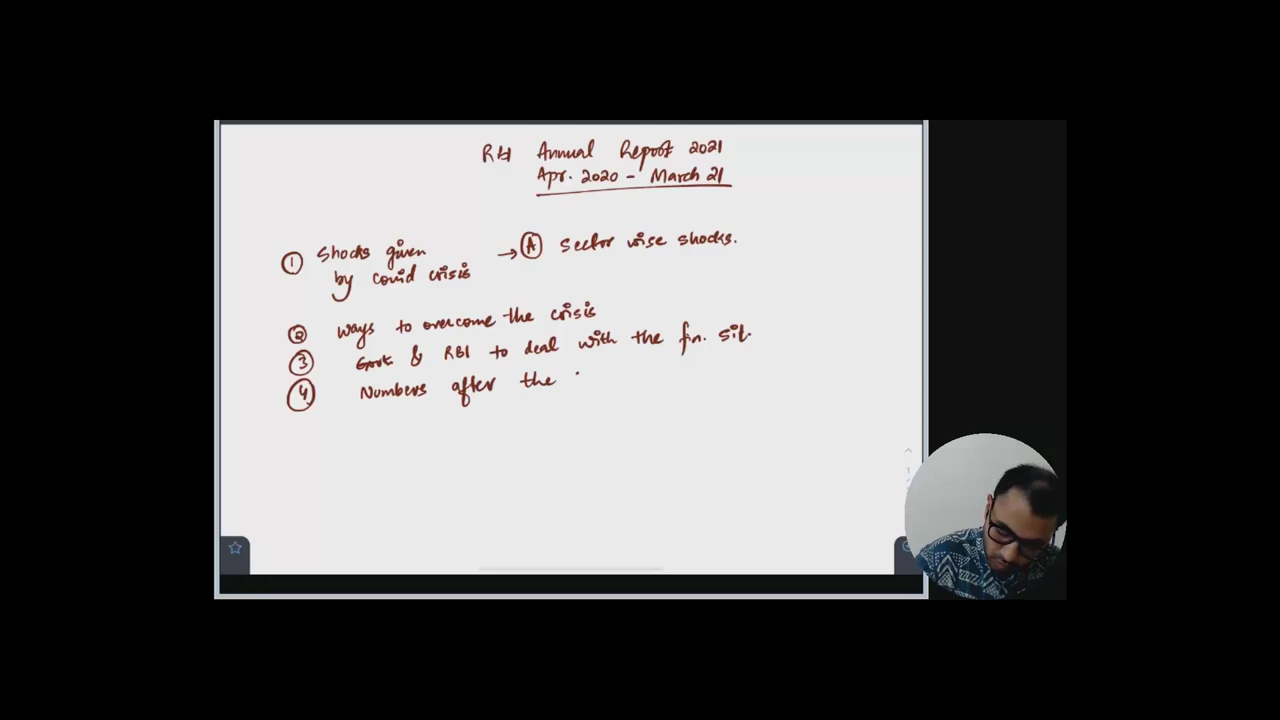 RBI Annual Report 2021
Apr. 2020 - March 21
① Shocks given → Ⓐ Sector wise shocks.
by covid crisis
② Ways to overcome the crisis
③ Govt & RBI to deal with the fin. sit.
④ Numbers after the